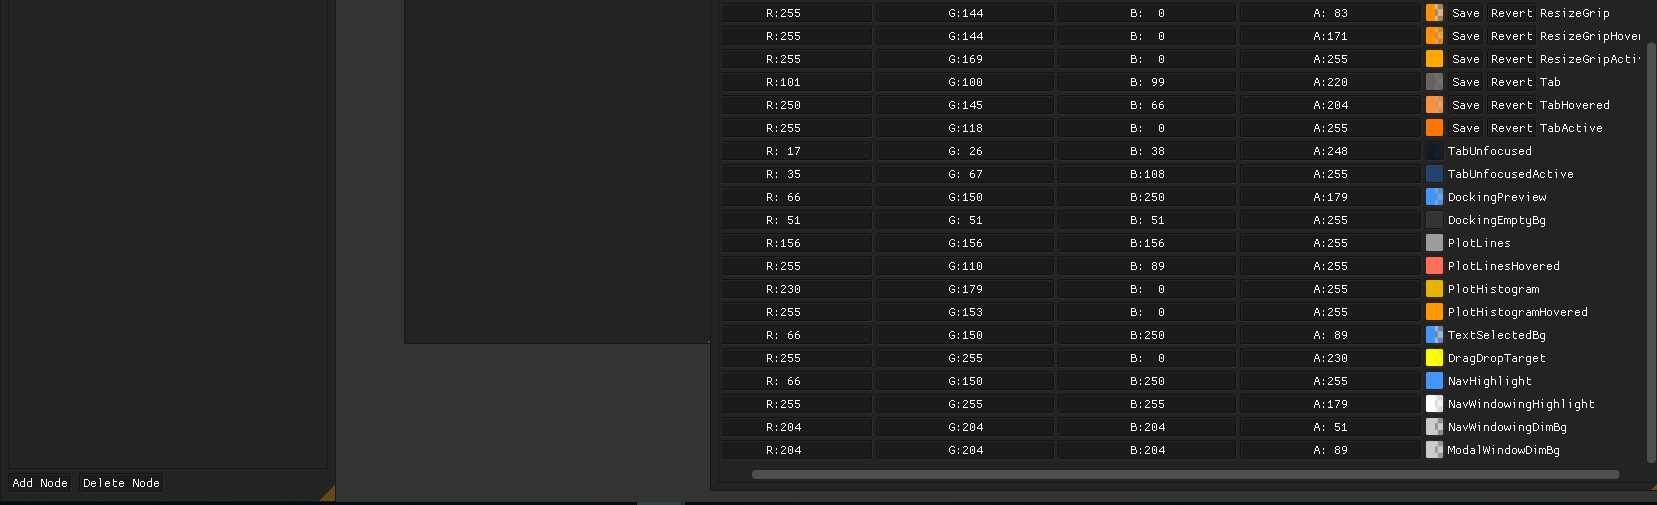 R:255 G:144 B: 0 A: 83 Save Revert ResizeGrip
R:255 G:144 B: 0 A:171 Save Revert ResizeGripHover
R:255 G:169 B: 0 A:255 Save Revert ResizeGripActi
R:101 G:100 B: 99 A:220 Save Revert Tab
R:250 G:145 B: 66 A:204 Save Revert TabHovered
R:255 G:118 B: 0 A:255 Save Revert TabActive
R: 17 G: 26 B: 38 A:248 TabUnfocused
R: 35 G: 67 B:108 A:255 TabUnfocusedActive
R: 66 G:150 B:250 A:179 DockingPreview
R: 51 G: 51 B: 51 A:255 DockingEmptyBg
R:156 G:156 B:156 A:255 PlotLines
R:255 G:110 B: 89 A:255 PlotLinesHovered
R:230 G:179 B: 0 A:255 PlotHistogram
R:255 G:153 B: 0 A:255 PlotHistogramHovered
R: 66 G:150 B:250 A: 89 TextSelectedBg
R:255 G:255 B: 0 A:230 DragDropTarget
R: 66 G:150 B:250 A:255 NavHighlight
R:255 G:255 B:255 A:179 NavWindowingHighlight
R:204 G:204 B:204 A: 51 NavWindowingDimBg
R:204 G:204 B:204 A: 89 ModalWindowDimBg
Add Node Delete Node